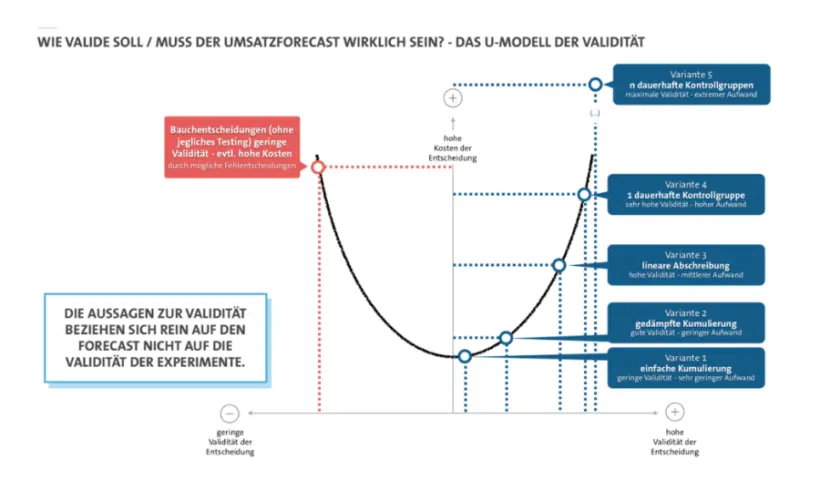 WIE VALIDE SOLL / MUSS DER UMSATZFORECAST WIRKLICH SEIN? - DAS U-MODELL DER VALIDITÄT
Variante 5
n dauerhafte Kontrollgruppen
maximale Validität - extremer Aufwand
(...)
+
hohe
Kosten der
Entscheidung
Bauchentscheidungen (ohne
jegliches Testing) geringe
Validität - evtl. hohe Kosten
durch mögliche Fehlentscheidungen
Variante 4
1 dauerhafte Kontrollgruppe
sehr hohe Validität - hoher Aufwand
Variante 3
lineare Abschreibung
hohe Validität - mittlerer Aufwand
DIE AUSSAGEN ZUR VALIDITÄT
BEZIEHEN SICH REIN AUF DEN
FORECAST NICHT AUF DIE
VALIDITÄT DER EXPERIMENTE.
Variante 2
gedämpfte Kumulierung
gute Validität - geringer Aufwand
Variante 1
einfache Kumulierung
geringe Validität - sehr geringer Aufwand
−
geringe
Validität der
Entscheidung
+
hohe
Validität der
Entscheidung